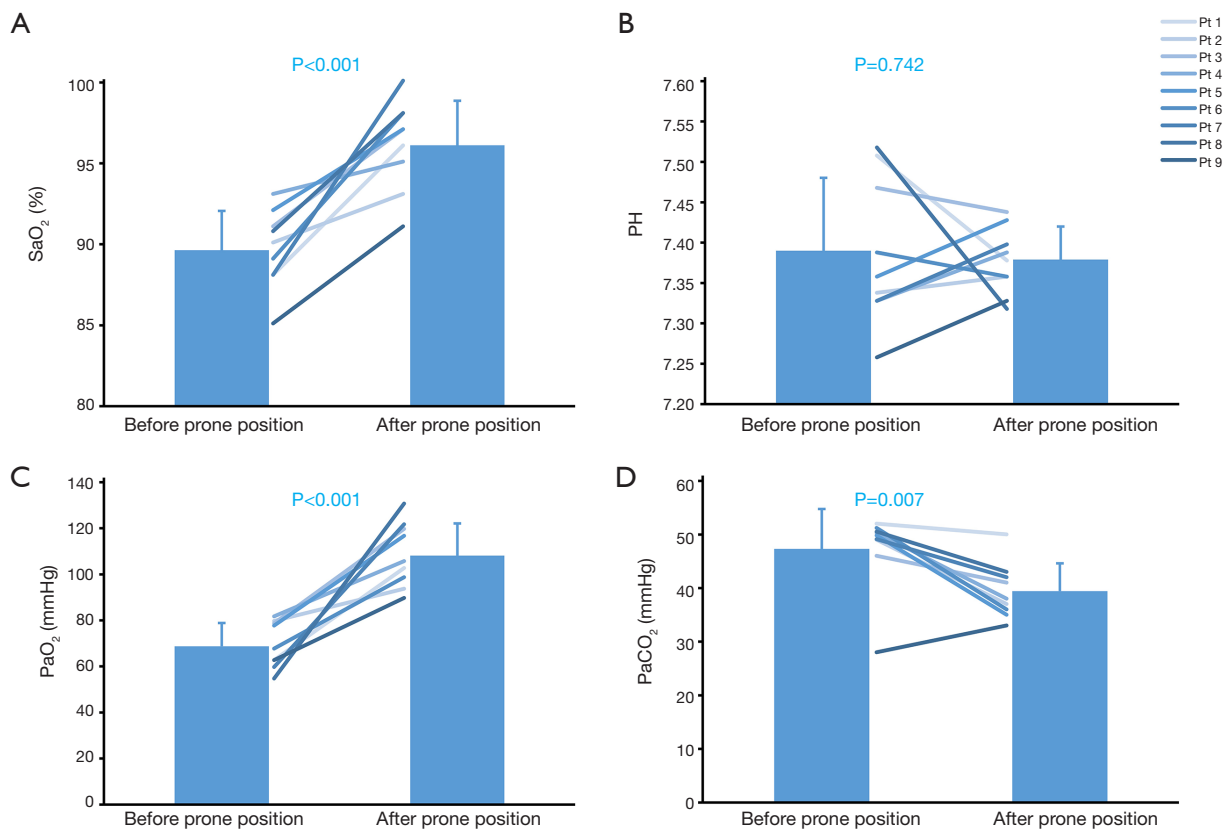 A
P<0.001
100
95
90
85
80
SaO₂ (%)
Before prone position
After prone position
B
P=0.742
7.60
7.55
7.50
7.45
7.40
7.35
7.30
7.25
7.20
PH
Before prone position
After prone position
Pt 1
Pt 2
Pt 3
Pt 4
Pt 5
Pt 6
Pt 7
Pt 8
Pt 9
C
P<0.001
140
120
100
80
60
40
20
0
PaO₂ (mmHg)
Before prone position
After prone position
D
P=0.007
60
50
40
30
20
10
0
PaCO₂ (mmHg)
Before prone position
After prone position